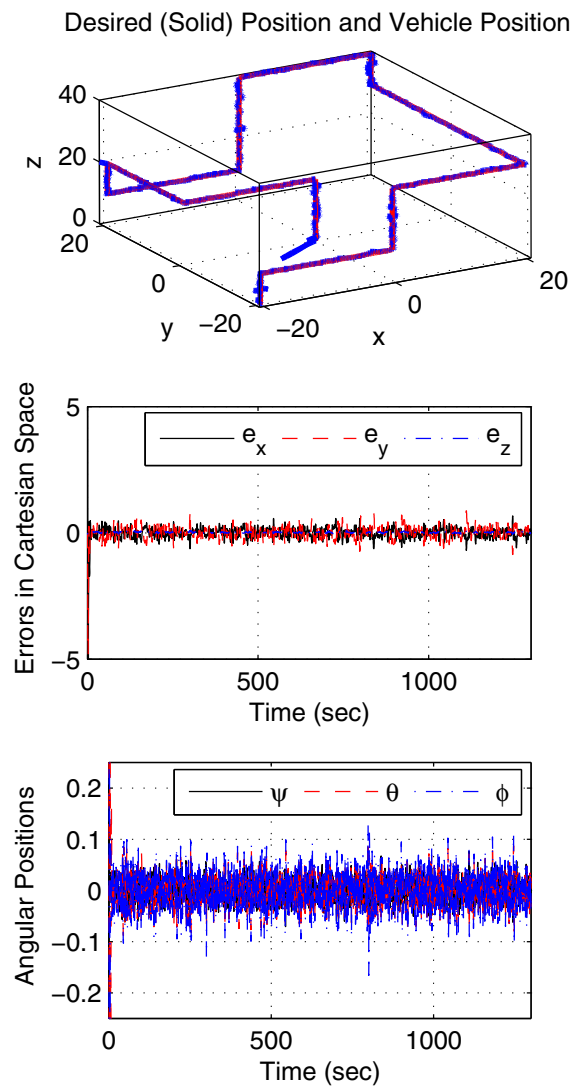 Desired (Solid) Position and Vehicle Position
40
20
0
z
20
0
−20
y
−20
0
20
x
5
0
−5
Errors in Cartesian Space
e_x e_y e_z
0 500 1000
Time (sec)
0.2
0.1
0
−0.1
−0.2
Angular Positions
ψ θ ϕ
0 500 1000
Time (sec)